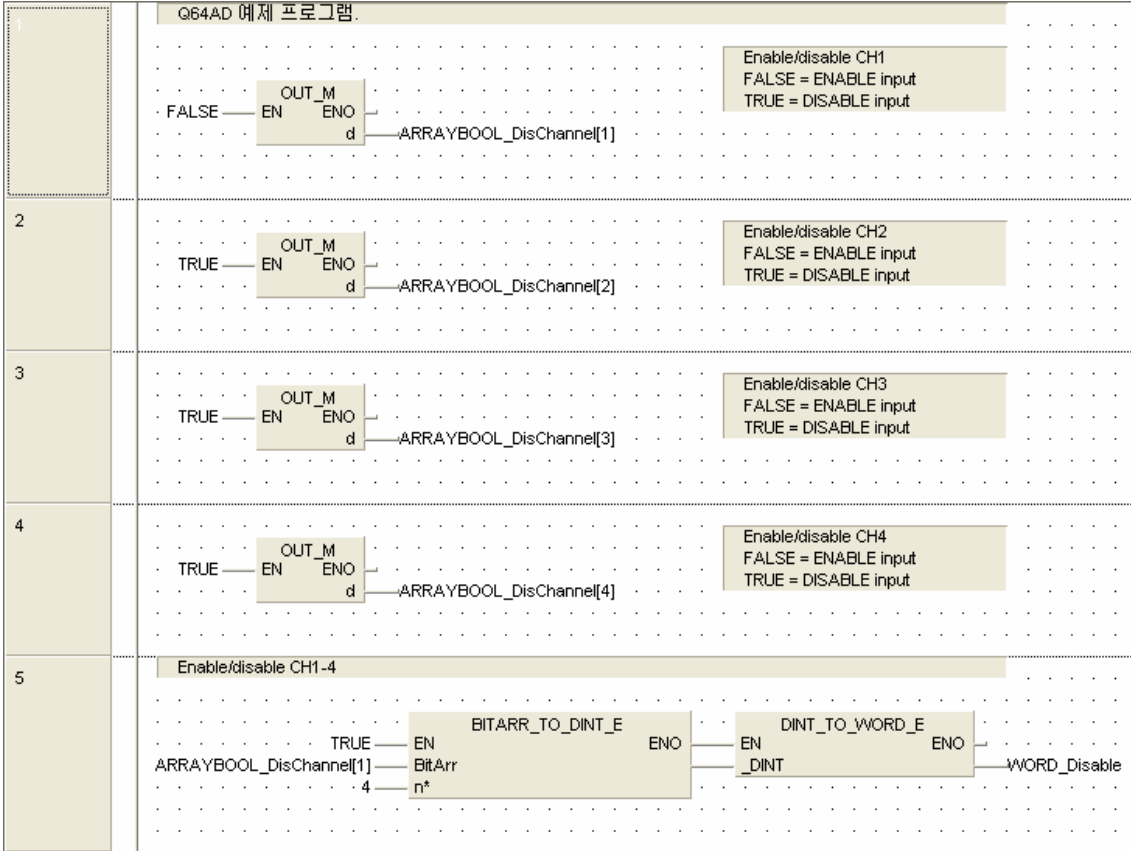 1
Q64AD 예제 프로그램.
Enable/disable CH1
FALSE = ENABLE input
TRUE = DISABLE input
OUT_M
FALSE EN ENO
d ARRAYBOOL_DisChannel[1]
2
Enable/disable CH2
FALSE = ENABLE input
TRUE = DISABLE input
OUT_M
TRUE EN ENO
d ARRAYBOOL_DisChannel[2]
3
Enable/disable CH3
FALSE = ENABLE input
TRUE = DISABLE input
OUT_M
TRUE EN ENO
d ARRAYBOOL_DisChannel[3]
4
Enable/disable CH4
FALSE = ENABLE input
TRUE = DISABLE input
OUT_M
TRUE EN ENO
d ARRAYBOOL_DisChannel[4]
5
Enable/disable CH1-4
BITARR_TO_DINT_E DINT_TO_WORD_E
TRUE EN ENO EN ENO
ARRAYBOOL_DisChannel[1] BitArr _DINT WORD_Disable
4 n*